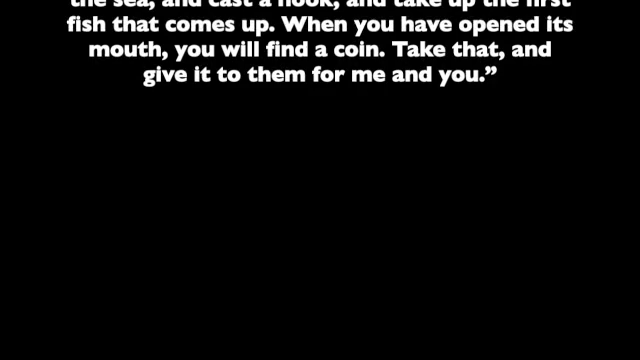 the sea, and cast a hook, and take up the first
fish that comes up. When you have opened its
mouth, you will find a coin. Take that, and
give it to them for me and you.”